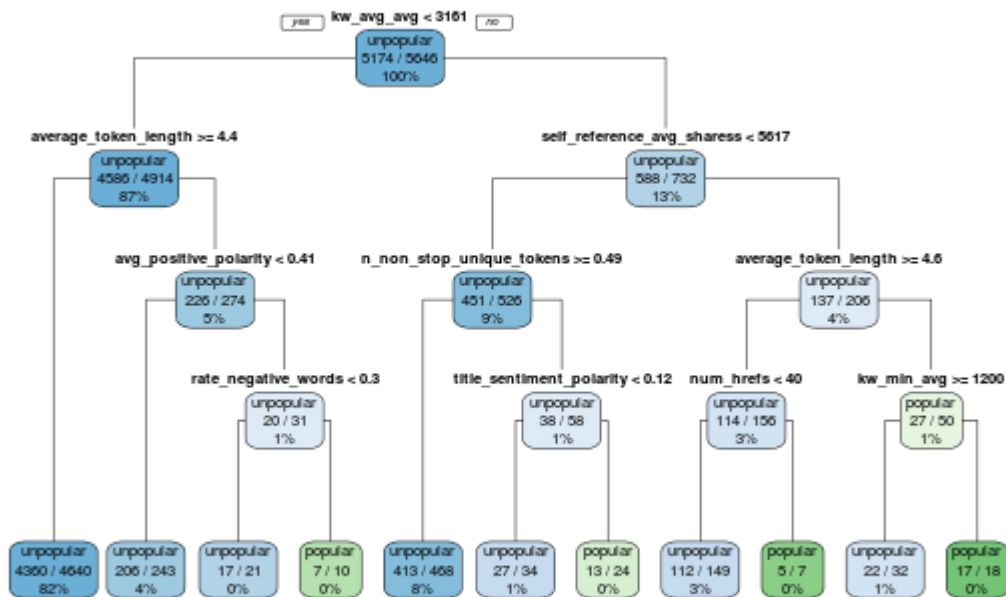 kw_avg_avg < 3161
yes
no
unpopular
5174 / 5646
100%
average_token_length >= 4.4
self_reference_avg_sharess < 5617
unpopular
4586 / 4914
87%
unpopular
588 / 732
13%
avg_positive_polarity < 0.41
n_non_stop_unique_tokens >= 0.49
average_token_length >= 4.6
unpopular
226 / 274
5%
unpopular
451 / 526
9%
unpopular
137 / 206
4%
rate_negative_words < 0.3
title_sentiment_polarity < 0.12
num_hrefs < 40
kw_min_avg >= 1200
unpopular
20 / 31
1%
unpopular
38 / 58
1%
unpopular
114 / 156
3%
popular
27 / 50
1%
unpopular
4360 / 4640
82%
unpopular
206 / 243
4%
unpopular
17 / 21
0%
popular
7 / 10
0%
unpopular
413 / 468
8%
unpopular
27 / 34
1%
popular
13 / 24
0%
unpopular
112 / 149
3%
popular
5 / 7
0%
unpopular
22 / 32
1%
popular
17 / 18
0%